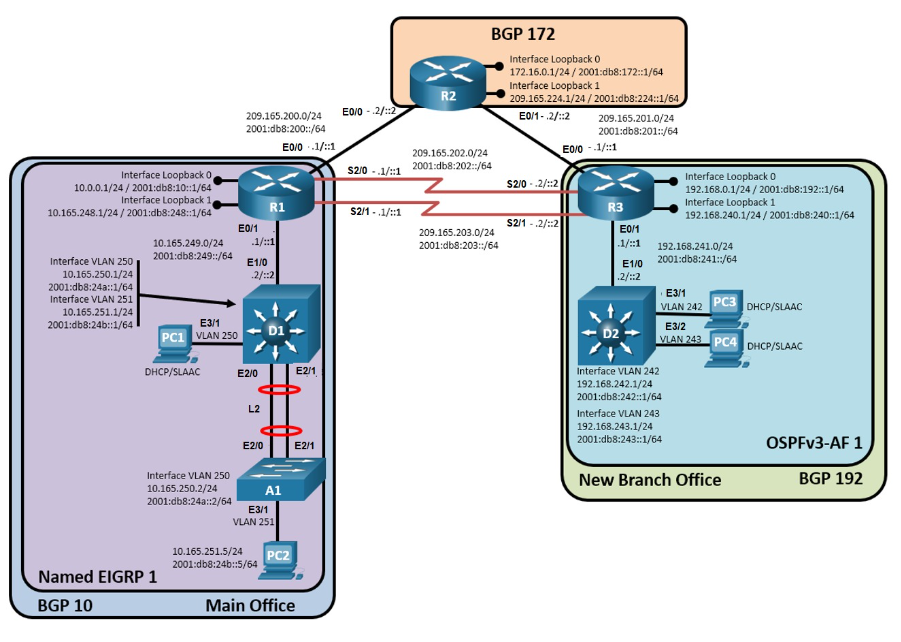 BGP 172
Interface Loopback 0
172.16.0.1/24 / 2001:db8:172::1/64
Interface Loopback 1
209.165.224.1/24 / 2001:db8:224::1/64
R2
E0/0 - .2/::2
E0/1- .2/::2
209.165.200.0/24
2001:db8:200::/64
209.165.201.0/24
2001:db8:201::/64
E0/0 - .1/::1
E0/0 - .1/::1
209.165.202.0/24
2001:db8:202::/64
Interface Loopback 0
10.0.0.1/24 / 2001:db8:10::1/64
Interface Loopback 1
10.165.248.1/24 / 2001:db8:248::1/64
R1
S2/0 - .1/::1
S2/0 - .2/::2
S2/1 - .1/::1
S2/1 - .2/::2
209.165.203.0/24
2001:db8:203::/64
R3
Interface Loopback 0
192.168.0.1/24 / 2001:db8:192::1/64
Interface Loopback 1
192.168.240.1/24 / 2001:db8:240::1/64
E0/1
.1/::1
10.165.249.0/24
2001:db8:249::/64
E1/0
.2/::2
E0/1
.1/::1
192.168.241.0/24
2001:db8:241::/64
E1/0
.2/::2
Interface VLAN 250
10.165.250.1/24
2001:db8:24a::1/64
Interface VLAN 251
10.165.251.1/24
2001:db8:24b::1/64
PC1
E3/1
VLAN 250
DHCP/SLAAC
D1
D2
E3/1
VLAN 242
PC3
DHCP/SLAAC
E3/2
VLAN 243
PC4
DHCP/SLAAC
Interface VLAN 242
192.168.242.1/24
2001:db8:242::1/64
Interface VLAN 243
192.168.243.1/24
2001:db8:243::1/64
OSPFv3-AF 1
New Branch Office
BGP 192
E2/0
E2/1
L2
E2/0
E2/1
Interface VLAN 250
10.165.250.2/24
2001:db8:24a::2/64
A1
E3/1
VLAN 251
10.165.251.5/24
2001:db8:24b::5/64
PC2
Named EIGRP 1
BGP 10
Main Office